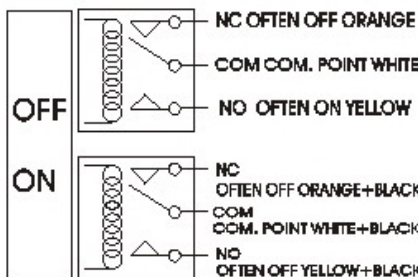 NC OFTEN OFF ORANGE
COM COM. POINT WHITE
NO OFTEN ON YELLOW
OFF
ON
NC
OFTEN OFF ORANGE+BLACK
COM
COM. POINT WHITE+BLACK
NO
OFTEN OFF YELLOW+BLACK